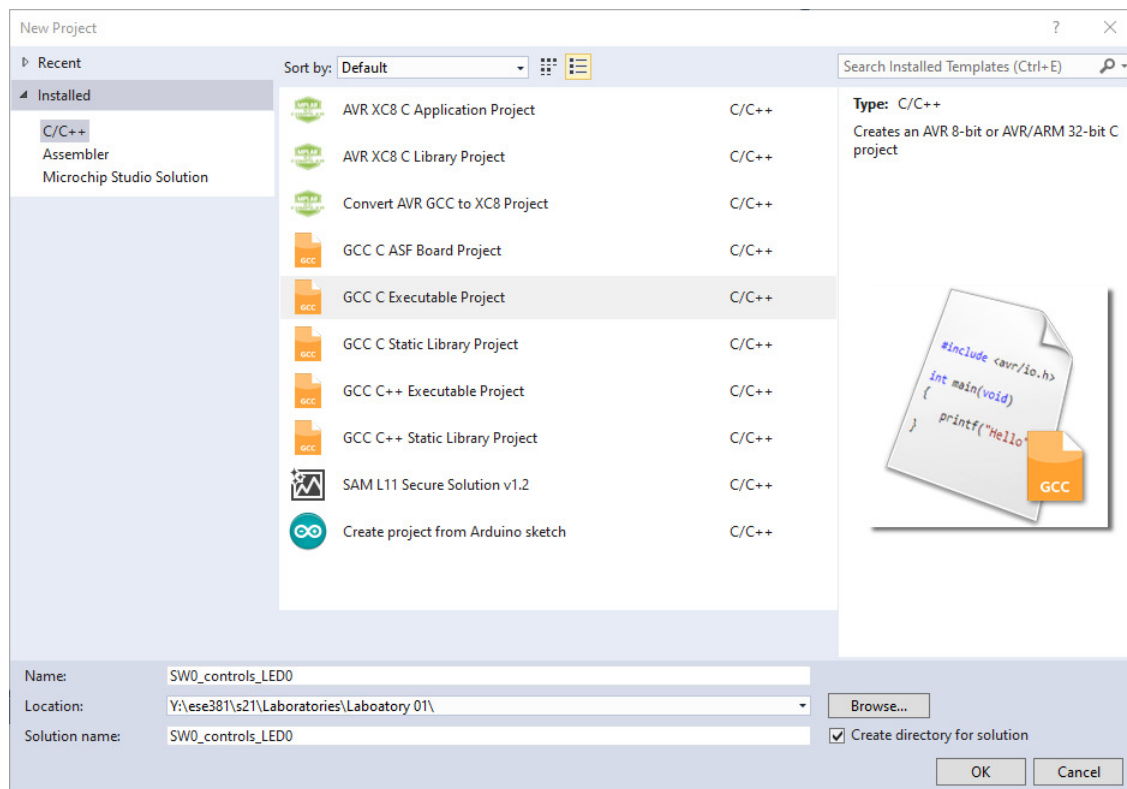 New Project
?
Recent
Installed
C/C++
Assembler
Microchip Studio Solution
Sort by: Default
Search Installed Templates (Ctrl+E)
AVR XC8 C Application Project C/C++
AVR XC8 C Library Project C/C++
Convert AVR GCC to XC8 Project C/C++
GCC C ASF Board Project C/C++
GCC C Executable Project C/C++
GCC C Static Library Project C/C++
GCC C++ Executable Project C/C++
GCC C++ Static Library Project C/C++
SAM L11 Secure Solution v1.2 C/C++
Create project from Arduino sketch C/C++
GCC
GCC
GCC
GCC
GCC
Type: C/C++
Creates an AVR 8-bit or AVR/ARM 32-bit C
project
#include <avr/io.h>
int main(void)
{
printf("Hello"
}
GCC
Name: SW0_controls_LED0
Location: Y:\ese381\s21\Laboratories\Laboatory 01\
Browse...
Solution name: SW0_controls_LED0
Create directory for solution
OK Cancel